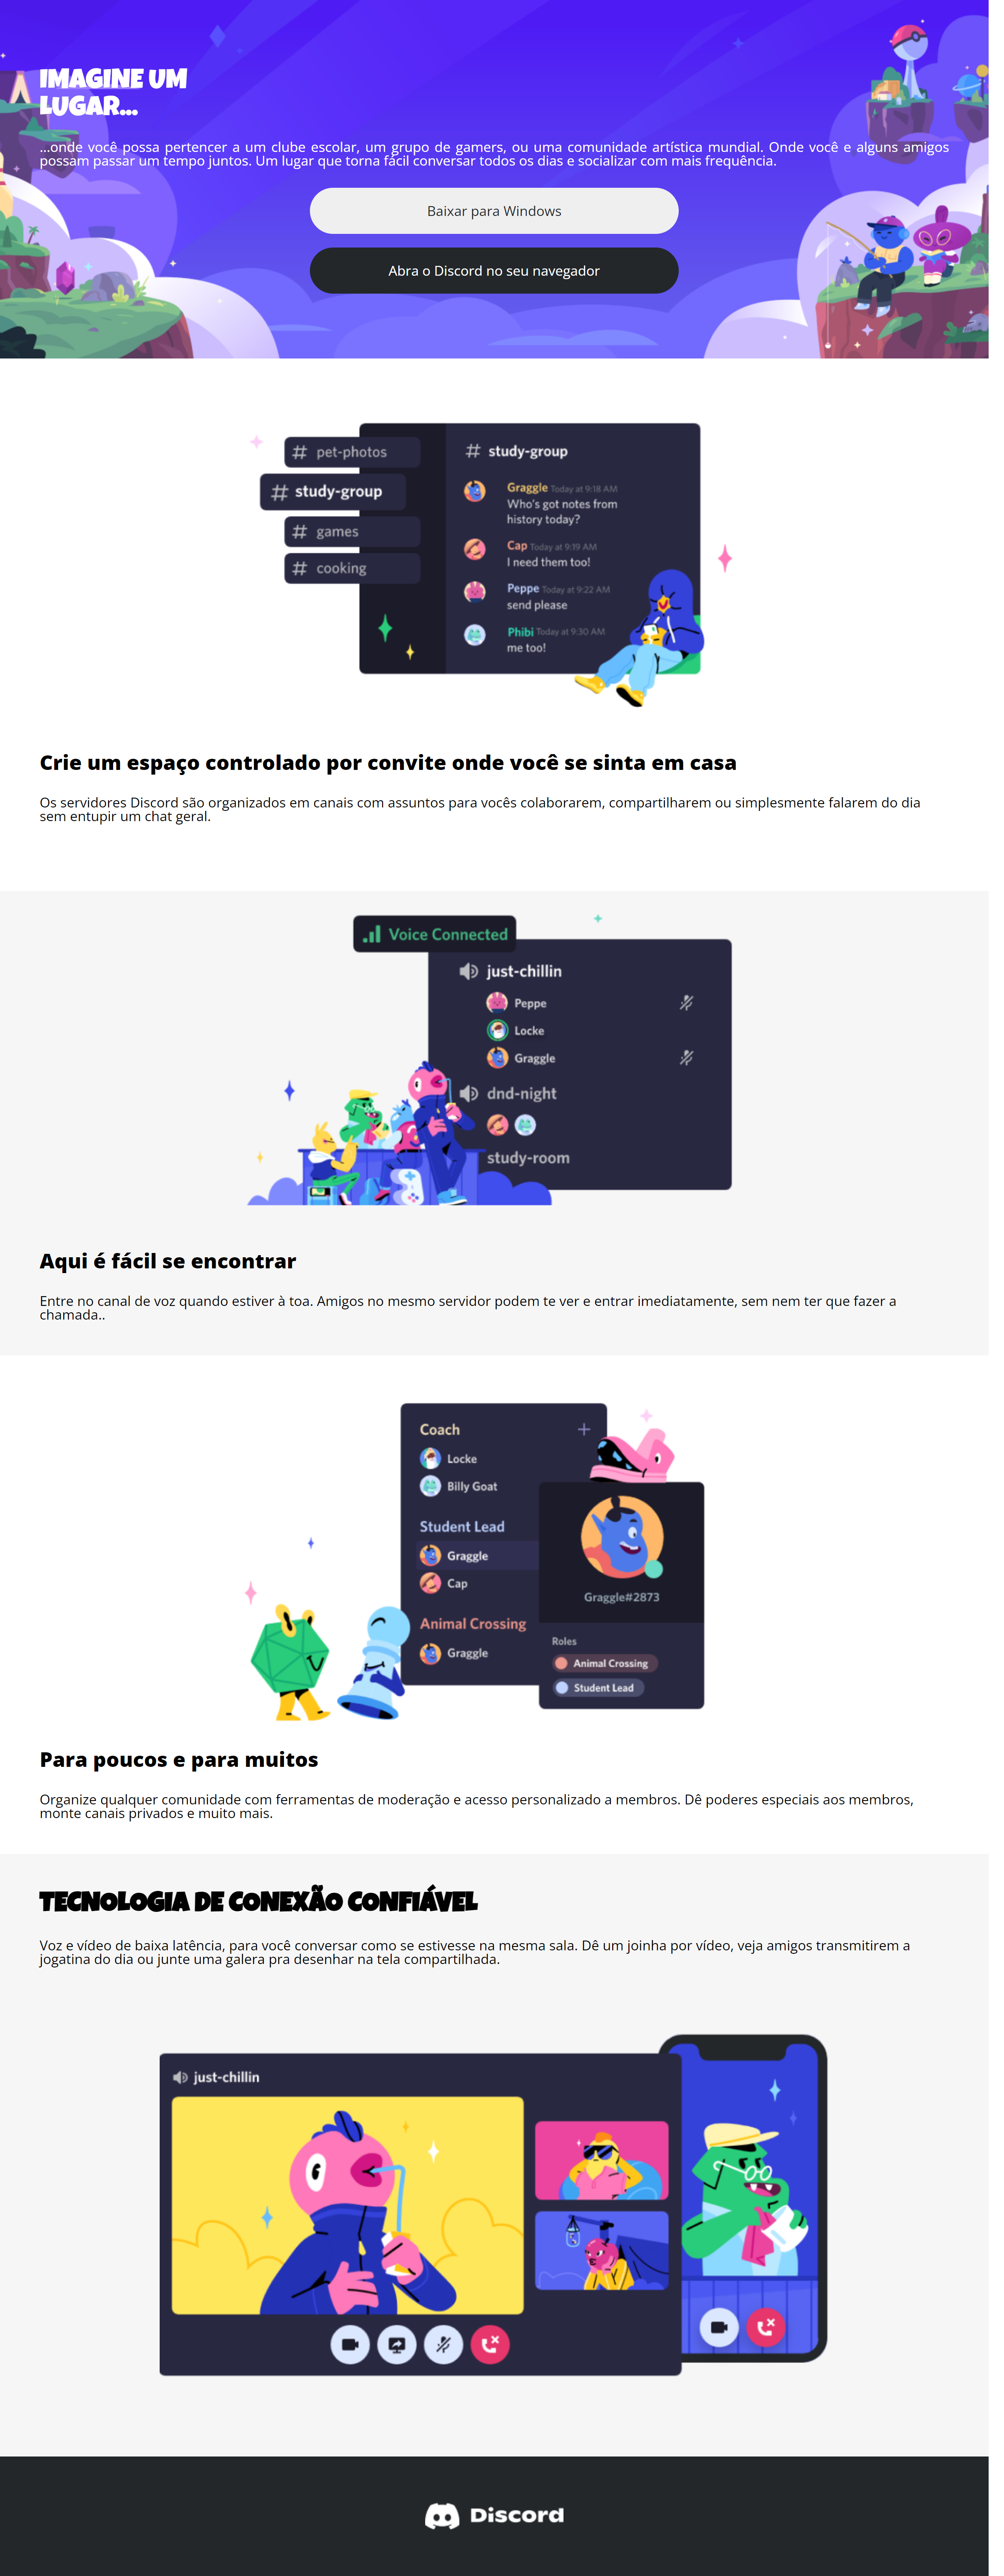 IMAGINE UM
LUGAR...
...onde você possa pertencer a um clube escolar, um grupo de gamers, ou uma comunidade artística mundial. Onde você e alguns amigos
possam passar um tempo juntos. Um lugar que torna fácil conversar todos os dias e socializar com mais frequência.
Baixar para Windows
Abra o Discord no seu navegador
# pet-photos
# study-group
# games
# cooking
# study-group
Graggle Today at 9:18 AM
Who's got notes from
history today?
Cap Today at 9:19 AM
I need them too!
Peppe Today at 9:22 AM
send please
Phibi Today at 9:30 AM
me too!
Crie um espaço controlado por convite onde você se sinta em casa
Os servidores Discord são organizados em canais com assuntos para vocês colaborarem, compartilharem ou simplesmente falarem do dia
sem entupir um chat geral.
Voice Connected
just-chillin
Peppe
Locke
Graggle
dnd-night
study-room
Aqui é fácil se encontrar
Entre no canal de voz quando estiver à toa. Amigos no mesmo servidor podem te ver e entrar imediatamente, sem nem ter que fazer a
chamada..
Coach
Locke
Billy Goat
Student Lead
Graggle
Cap
Animal Crossing
Graggle
Graggle#2873
Roles
Animal Crossing
Student Lead
Para poucos e para muitos
Organize qualquer comunidade com ferramentas de moderação e acesso personalizado a membros. Dê poderes especiais aos membros,
monte canais privados e muito mais.
TECNOLOGIA DE CONEXÃO CONFIÁVEL
Voz e vídeo de baixa latência, para você conversar como se estivesse na mesma sala. Dê um joinha por vídeo, veja amigos transmitirem a
jogatina do dia ou junte uma galera pra desenhar na tela compartilhada.
just-chillin
Discord